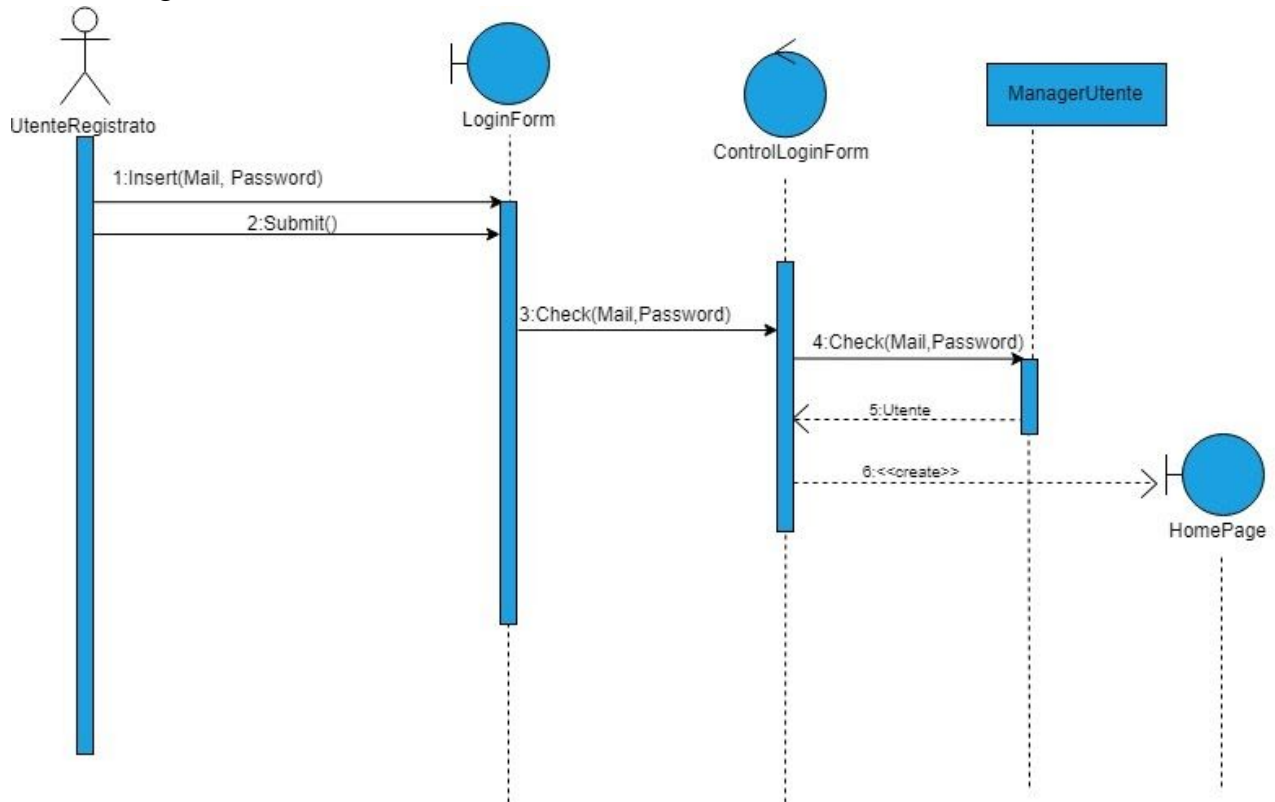 UtenteRegistrato
LoginForm
ControlLoginForm
ManagerUtente
1:Insert(Mail, Password)
2:Submit()
3:Check(Mail,Password)
4:Check(Mail,Password)
5:Utente
6:<<create>>
HomePage